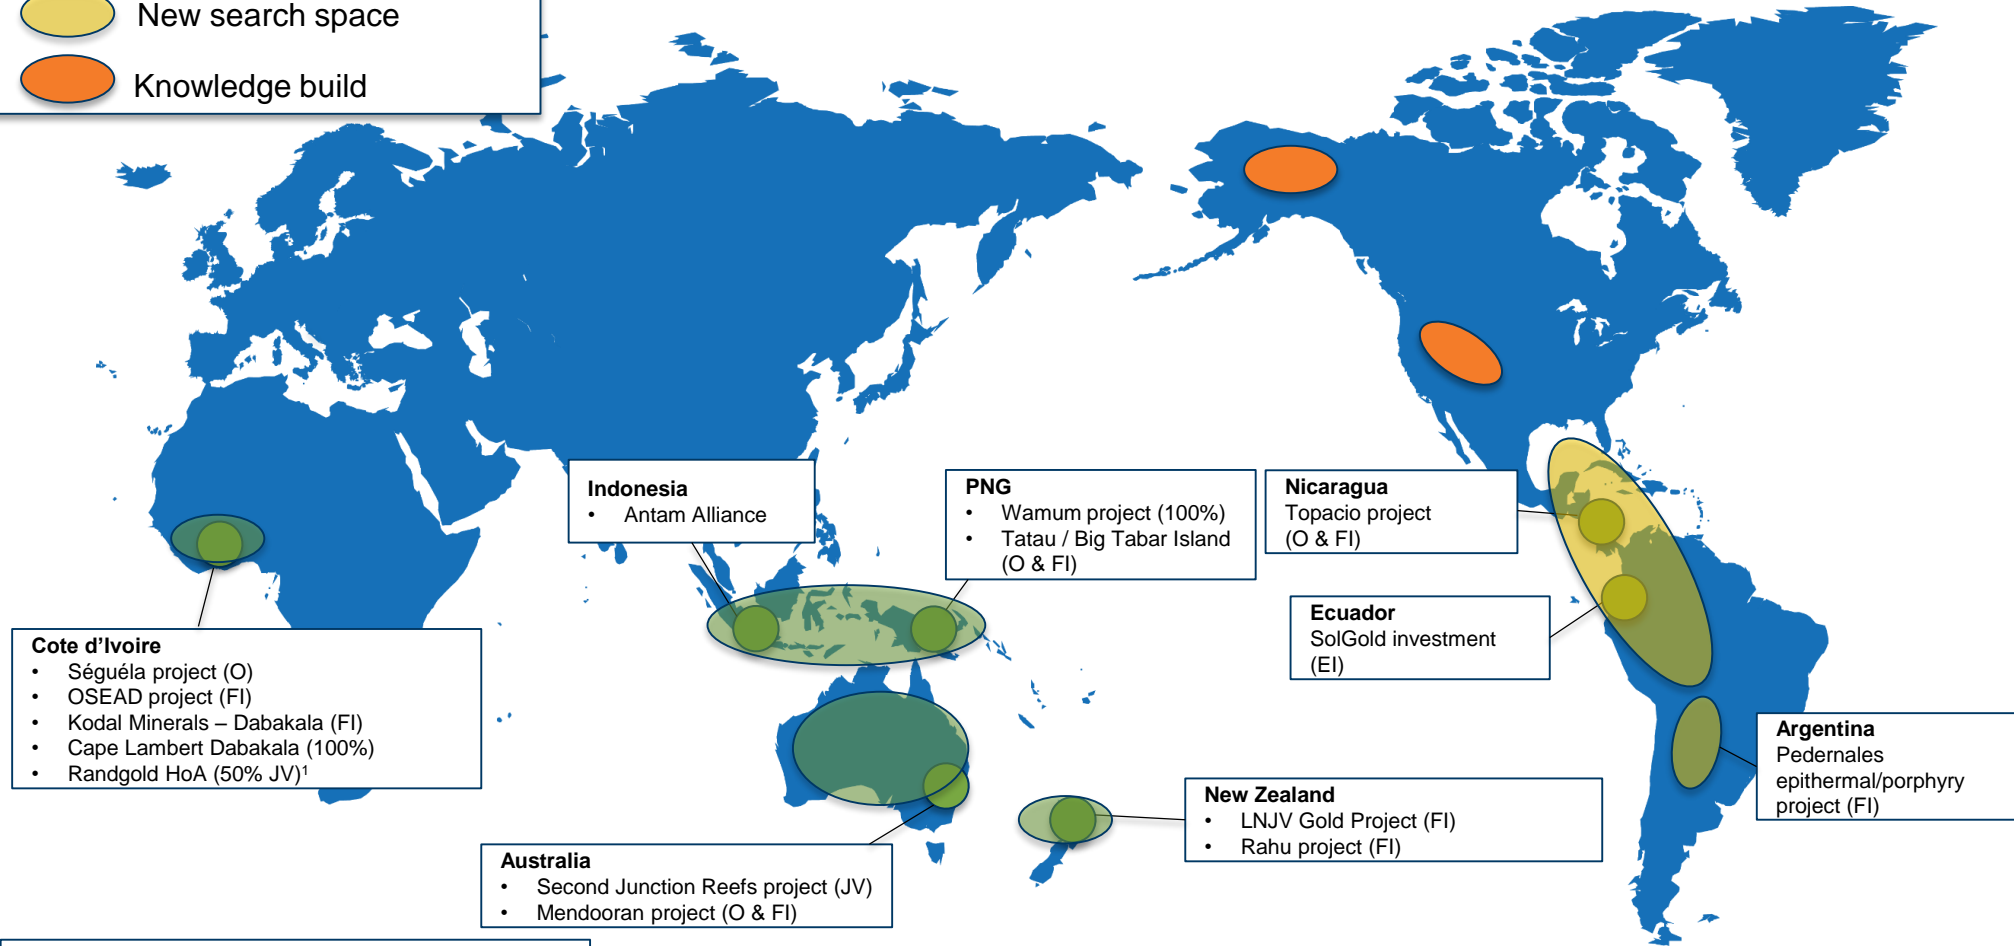 New search space
Knowledge build
Indonesia
• Antam Alliance
PNG
• Wamum project (100%)
• Tatau / Big Tabar Island
(O & FI)
Nicaragua
Topacio project
(O & FI)
Ecuador
SolGold investment
(EI)
Cote d’Ivoire
• Séguéla project (O)
• OSEAD project (FI)
• Kodal Minerals – Dabakala (FI)
• Cape Lambert Dabakala (100%)
• Randgold HoA (50% JV)¹
Argentina
Pedernales
epithermal/porphyry
project (FI)
New Zealand
• LNJV Gold Project (FI)
• Rahu project (FI)
Australia
• Second Junction Reefs project (JV)
• Mendooran project (O & FI)